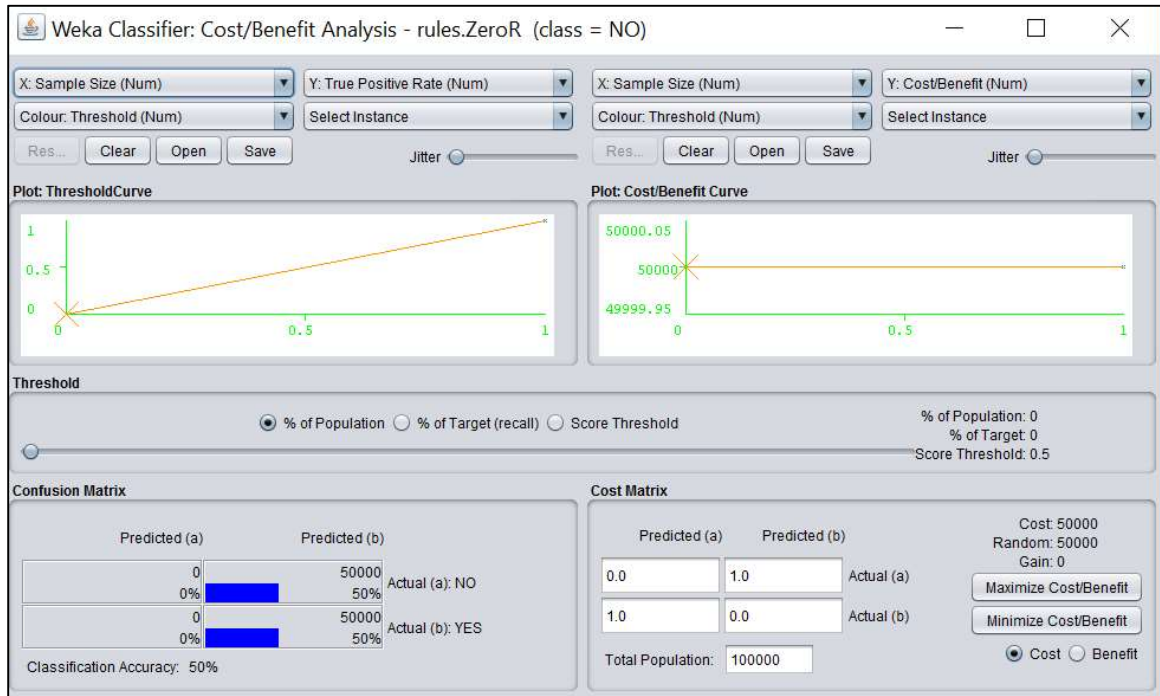 Weka Classifier: Cost/Benefit Analysis - rules.ZeroR (class = NO)
X: Sample Size (Num)
Y: True Positive Rate (Num)
Colour: Threshold (Num)
Select Instance
Res...
Clear
Open
Save
Jitter
Plot: ThresholdCurve
1
0.5
0
0
0.5
1
X: Sample Size (Num)
Y: Cost/Benefit (Num)
Colour: Threshold (Num)
Select Instance
Res...
Clear
Open
Save
Jitter
Plot: Cost/Benefit Curve
50000.05
50000
49999.95
0
0.5
1
Threshold
% of Population
% of Target (recall)
Score Threshold
% of Population: 0
% of Target: 0
Score Threshold: 0.5
Confusion Matrix
Predicted (a) Predicted (b)
0 50000
0% 50% Actual (a): NO
0 50000
0% 50% Actual (b): YES
Classification Accuracy: 50%
Cost Matrix
Predicted (a) Predicted (b)
0.0 1.0 Actual (a)
1.0 0.0 Actual (b)
Total Population: 100000
Cost: 50000
Random: 50000
Gain: 0
Maximize Cost/Benefit
Minimize Cost/Benefit
Cost Benefit